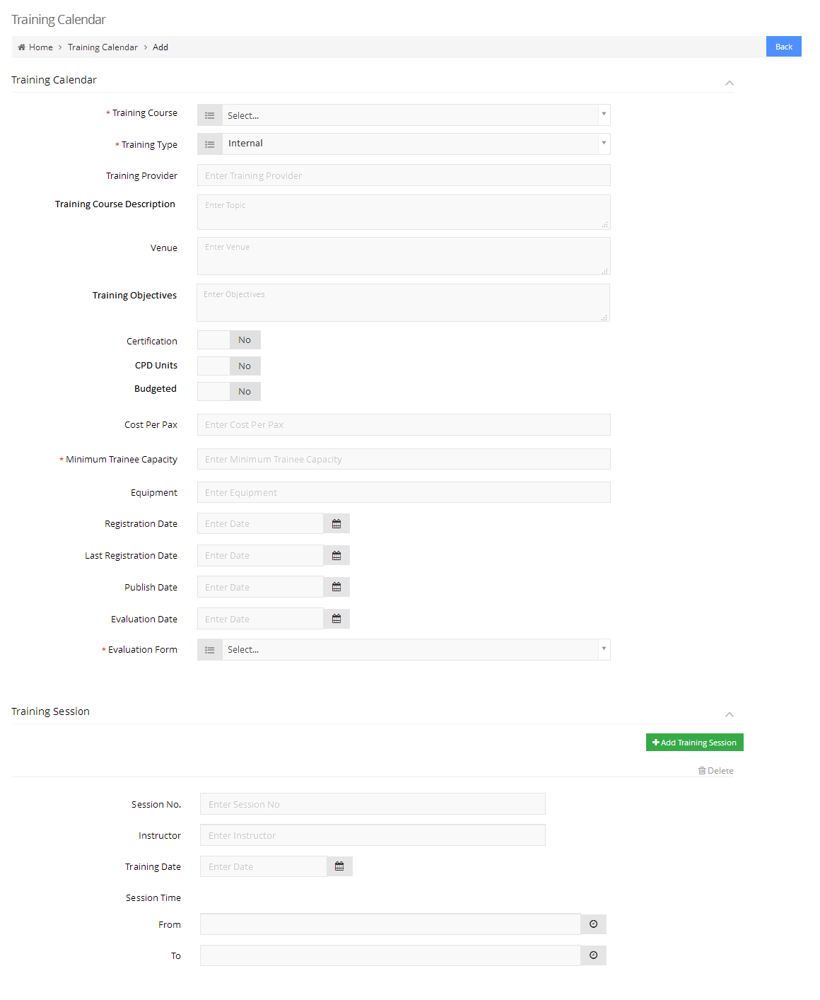 Training Calendar
Home > Training Calendar > Add
Back
Training Calendar
* Training Course Select...
* Training Type Internal
Training Provider Enter Training Provider
Training Course Description Enter Topic
Venue Enter Venue
Training Objectives Enter Objectives
Certification No
CPD Units No
Budgeted No
Cost Per Pax Enter Cost Per Pax
* Minimum Trainee Capacity Enter Minimum Trainee Capacity
Equipment Enter Equipment
Registration Date Enter Date
Last Registration Date Enter Date
Publish Date Enter Date
Evaluation Date Enter Date
* Evaluation Form Select...
Training Session
+ Add Training Session
Delete
Session No. Enter Session No
Instructor Enter Instructor
Training Date Enter Date
Session Time
From
To